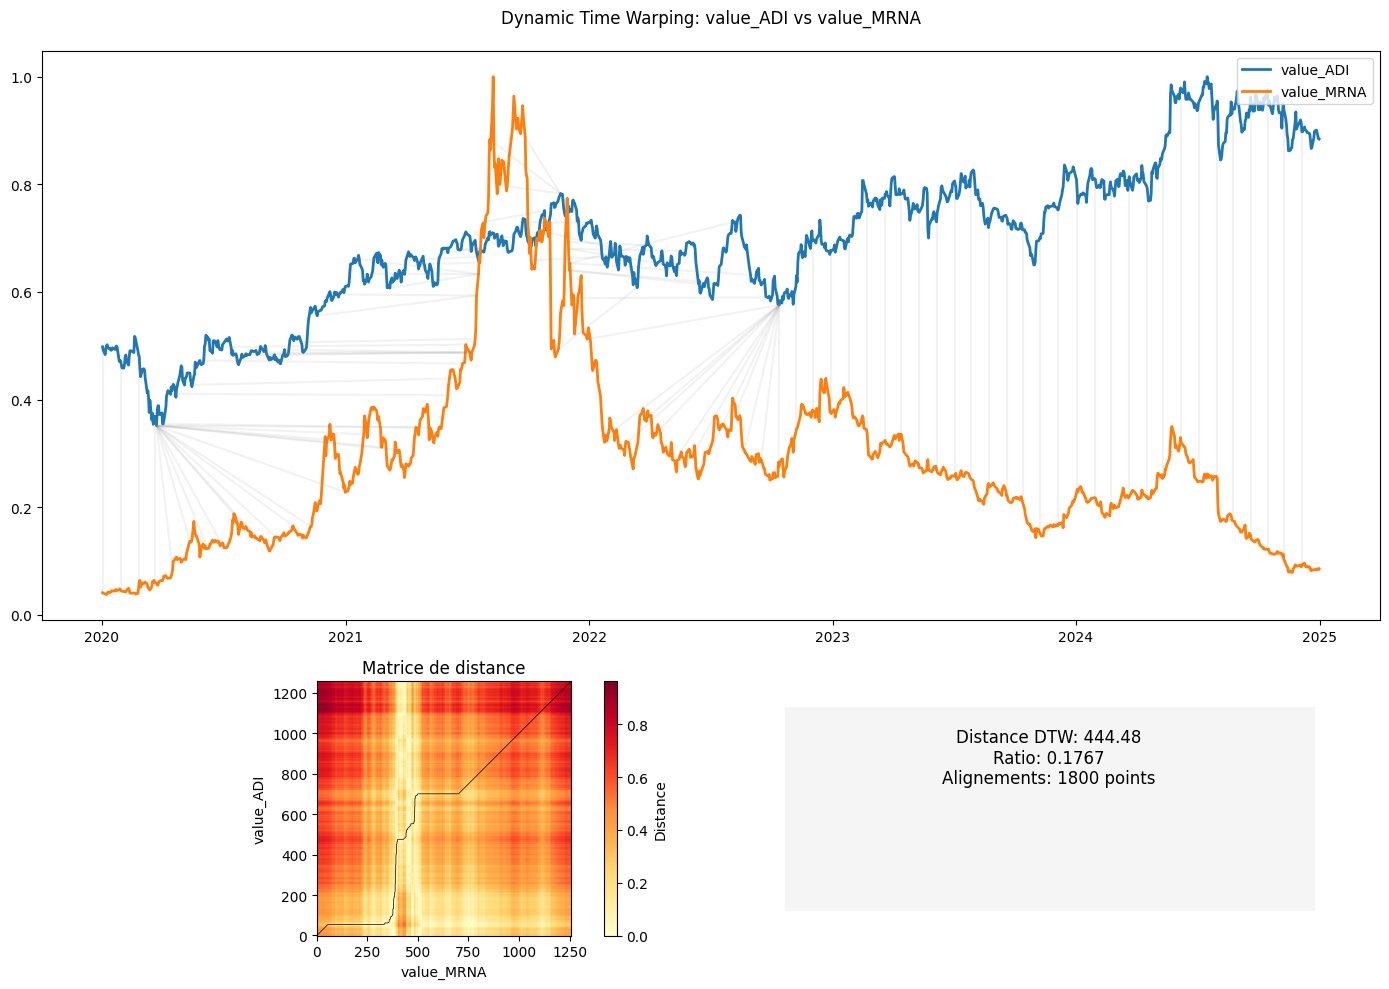 Dynamic Time Warping: value_ADI vs value_MRNA
value_ADI
value_MRNA
1.0
0.8
0.6
0.4
0.2
0.0
2020 2021 2022 2023 2024 2025
Matrice de distance
1200
1000
800
600
400
200
0
value_ADI
0 250 500 750 1000 1250
value_MRNA
0.8
0.6
0.4
0.2
0.0
Distance
Distance DTW: 444.48
Ratio: 0.1767
Alignements: 1800 points